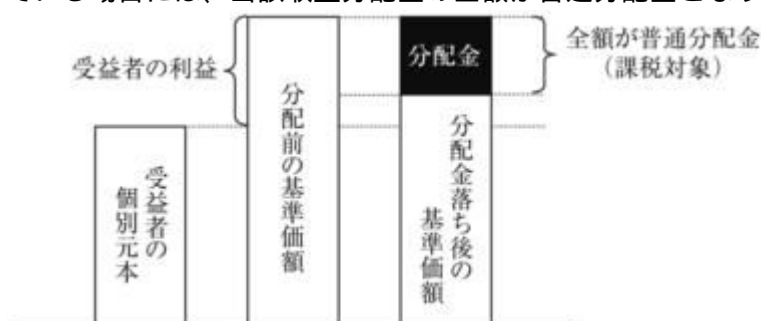 受益者の利益
分配金
全額が普通分配金
(課税対象)
分配前の基準価額
受益者の
個別元本
分配金落ち後の
基準価額